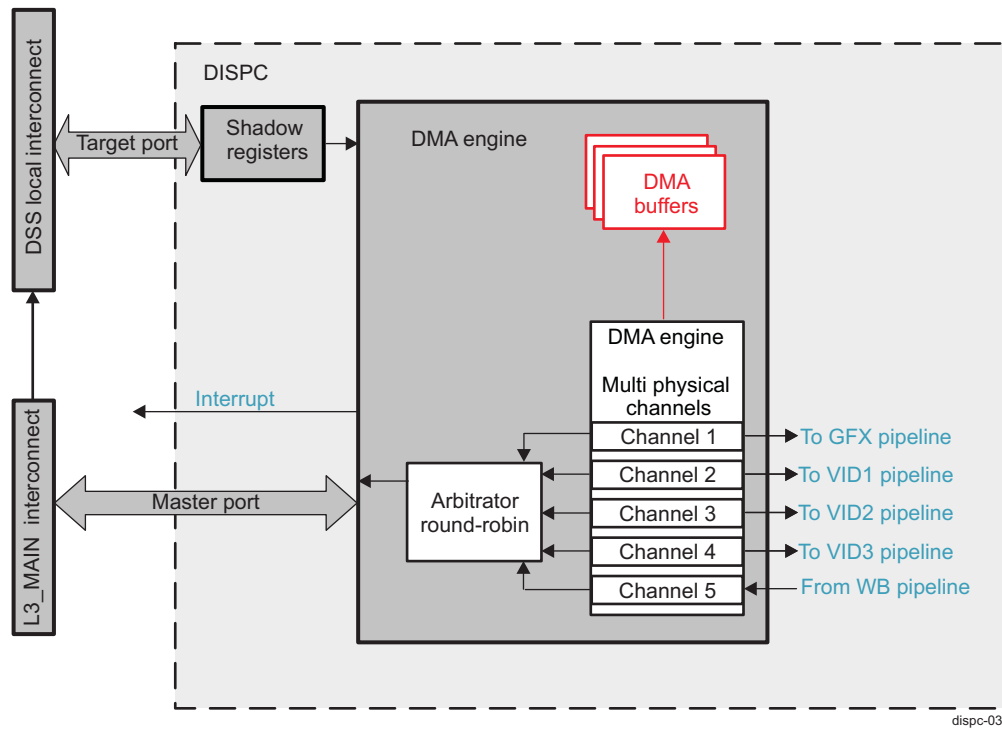 DISPC
DSS local interconnect
Target port
Shadow
registers
DMA engine
DMA
buffers
DMA engine
Multi physical
channels
Interrupt
Channel 1
To GFX pipeline
Channel 2
To VID1 pipeline
L3_MAIN interconnect
Master port
Arbitrator
round-robin
Channel 3
To VID2 pipeline
Channel 4
To VID3 pipeline
Channel 5
From WB pipeline
dispc-03